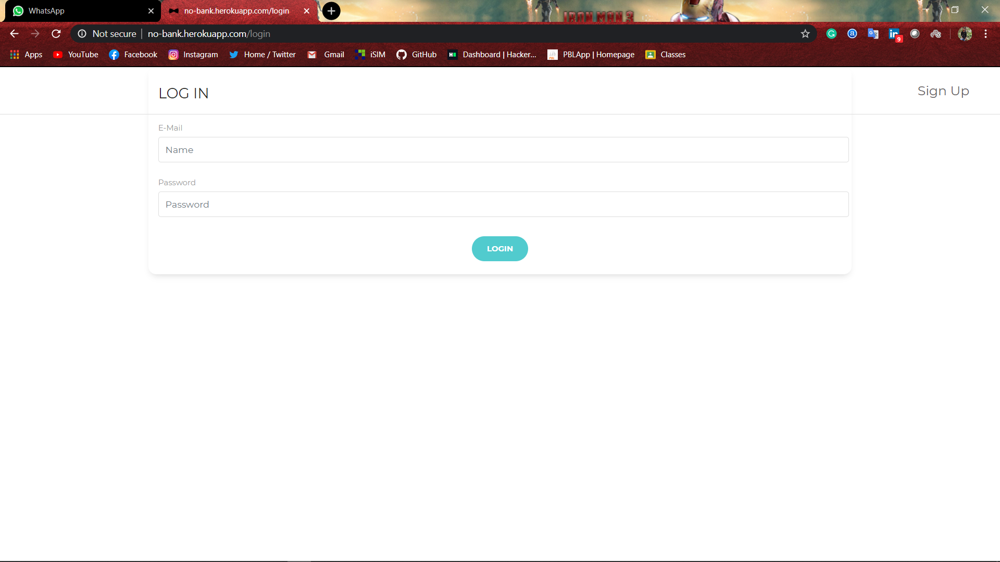 WhatsApp
no-bank.herokuapp.com/login
IRON MAN 3
Not secure | no-bank.herokuapp.com/login
9
Apps YouTube Facebook Instagram Home / Twitter Gmail iSIM GitHub Dashboard | Hacker... PBLApp | Homepage Classes
LOG IN
Sign Up
E-Mail
Name
Password
Password
LOGIN